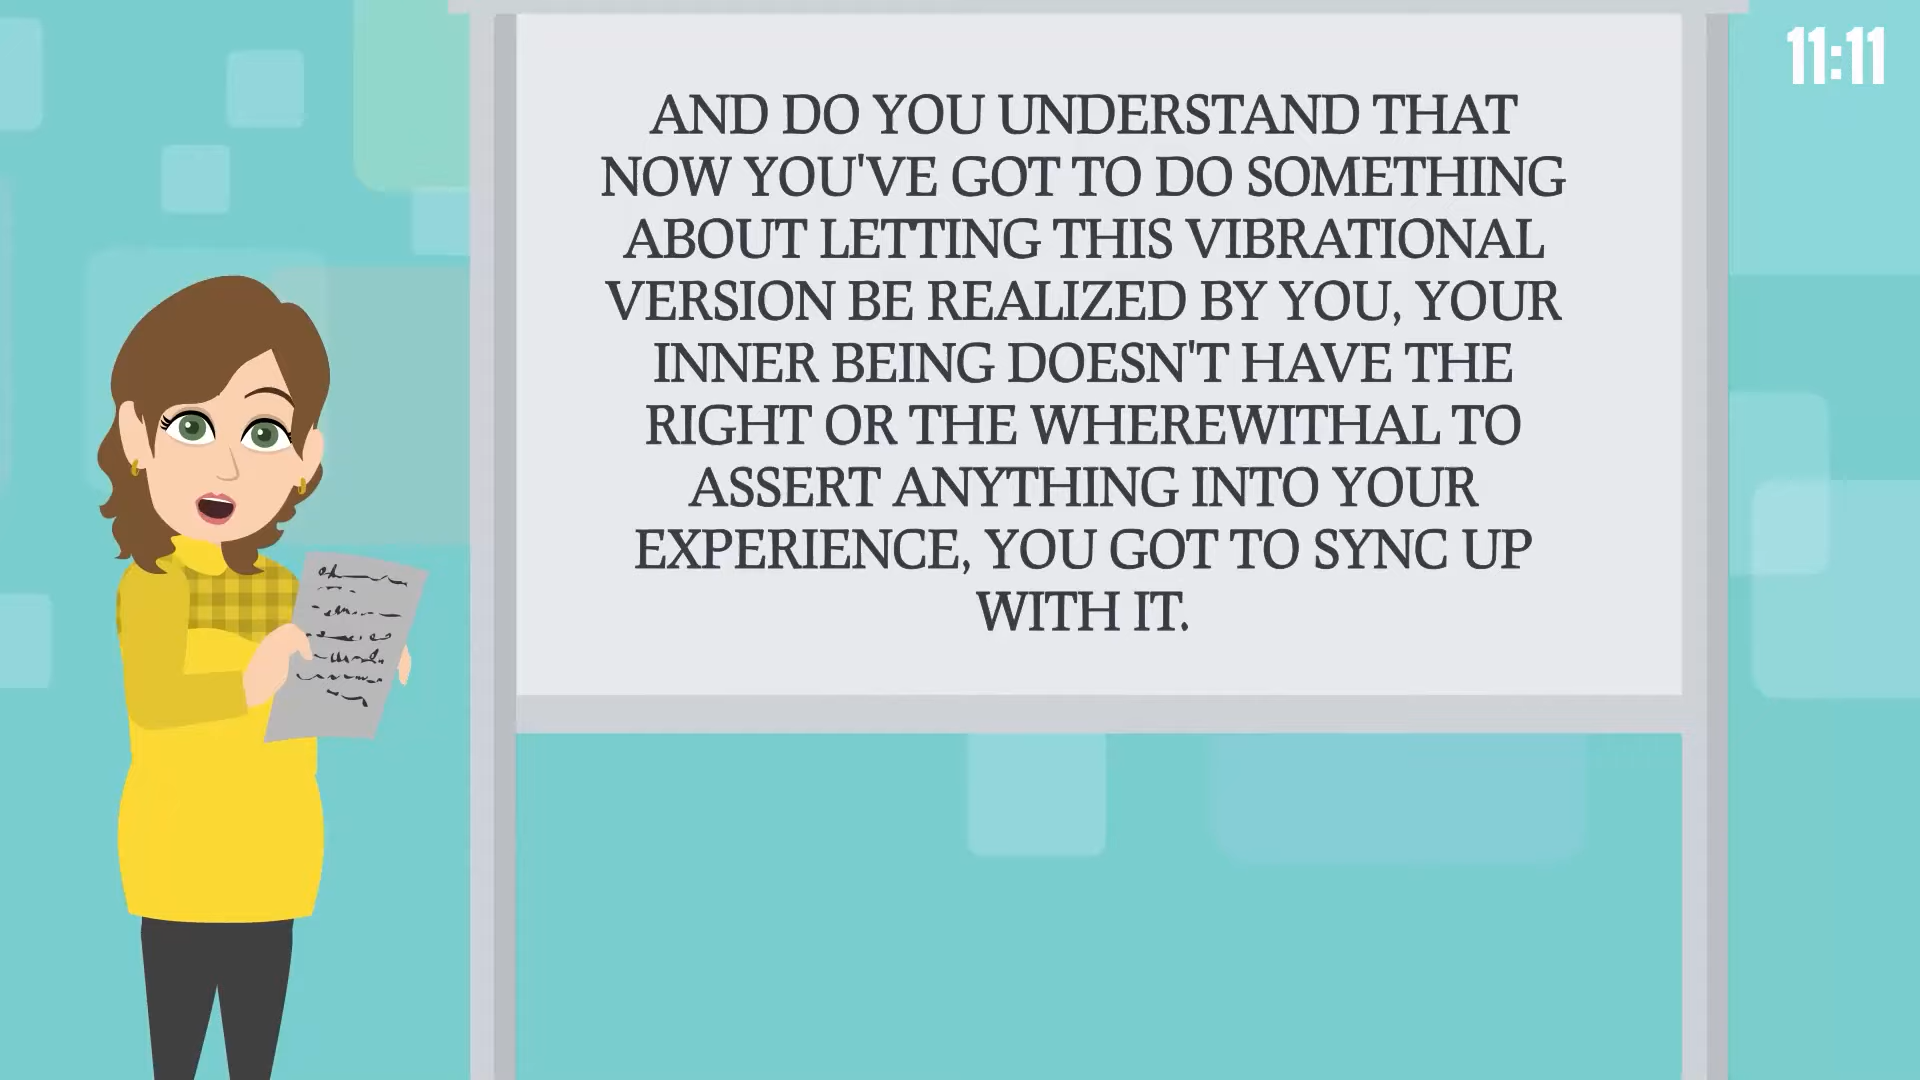 11:11
AND DO YOU UNDERSTAND THAT
NOW YOU'VE GOT TO DO SOMETHING
ABOUT LETTING THIS VIBRATIONAL
VERSION BE REALIZED BY YOU, YOUR
INNER BEING DOESN'T HAVE THE
RIGHT OR THE WHEREWITHAL TO
ASSERT ANYTHING INTO YOUR
EXPERIENCE, YOU GOT TO SYNC UP
WITH IT.